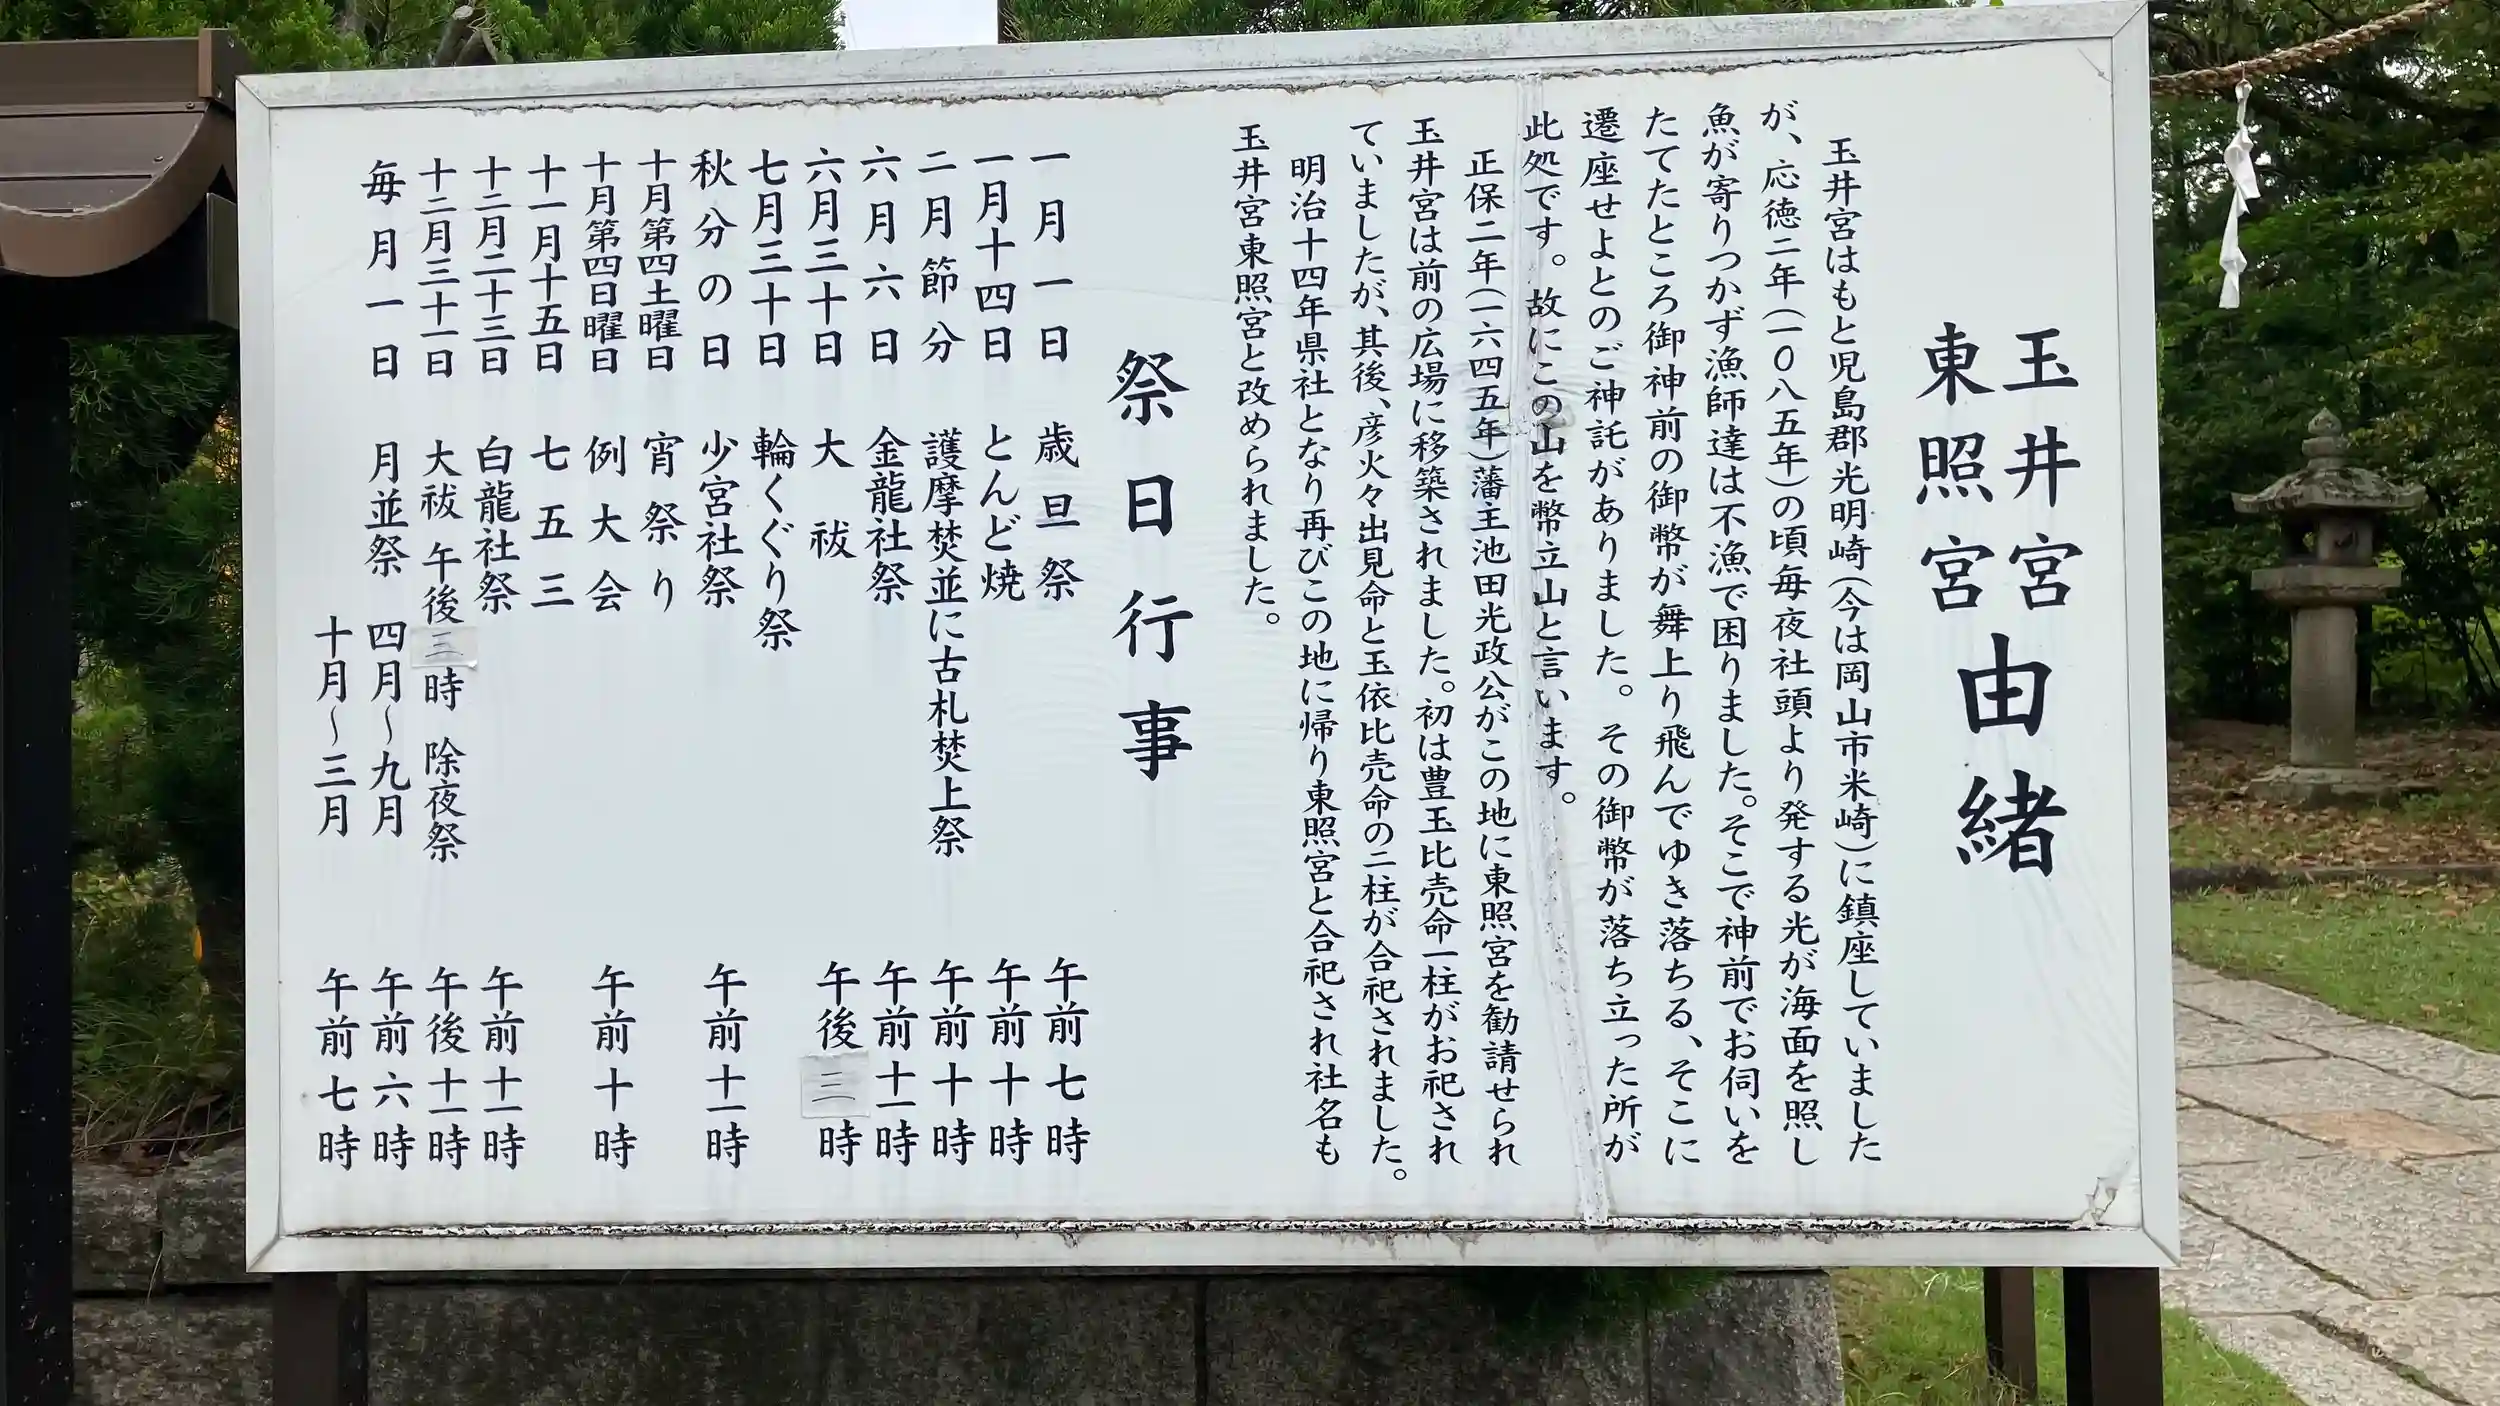 玉井宮
東照宮
由緒
玉井宮はもと児島郡光明崎(今は岡山市米崎)に鎮座していました
が、応徳二年(一〇八五年)の頃毎夜社頭より発する光が海面を照し
魚が寄りつかず漁師達は不漁で困りました。そこで神前でお伺いを
たてたところ御神前の御幣が舞上り飛んでゆき落ちる、そこに
遷座せよとのご神託がありました。その御幣が落ち立った所が
此処です。故にこの山を幣立山と言います。
正保二年(一六四五年)藩主池田光政公がこの地に東照宮を勧請せられ
玉井宮は前の広場に移築されました。初は豊玉比売命一柱がお祀され
ていましたが、其後、彦火々出見命と玉依比売命の二柱が合祀されました。
明治十四年県社となり再びこの地に帰り東照宮と合祀され社名も
玉井宮東照宮と改められました。
祭日行事
一月一日 歳旦祭 午前七時
一月十四日 とんど焼 午前十時
二月節分 護摩焚並に古札焚上祭 午前十時
六月六日 金龍社祭 午前十一時
六月三十日 大祓 午後三時
七月三十日 輪くぐり祭
秋分の日 少宮社祭 午前十一時
十月第四土曜日 宵祭り
十月第四日曜日 例大会 午前十時
十一月十五日 七五三
十二月二十三日 白龍社祭 午前十一時
十二月三十一日 大祓 午後三時 除夜祭 午後十一時
毎月一日 月並祭 四月〜九月 午前六時
十月〜三月 午前七時